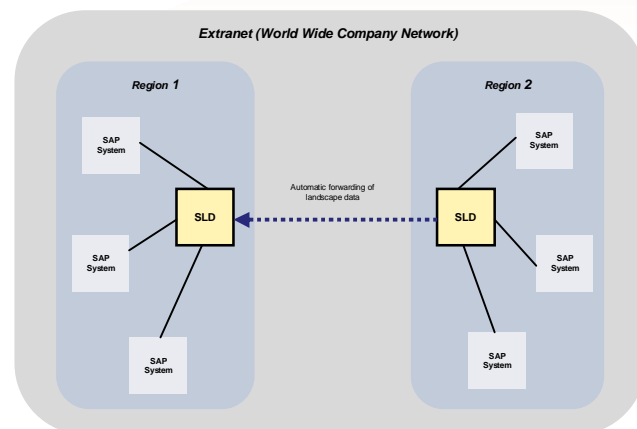 Extranet (World Wide Company Network)
Region 1
Region 2
SAP
System
SAP
System
SAP
System
SLD
Automatic forwarding of
landscape data
SLD
SAP
System
SAP
System
SAP
System